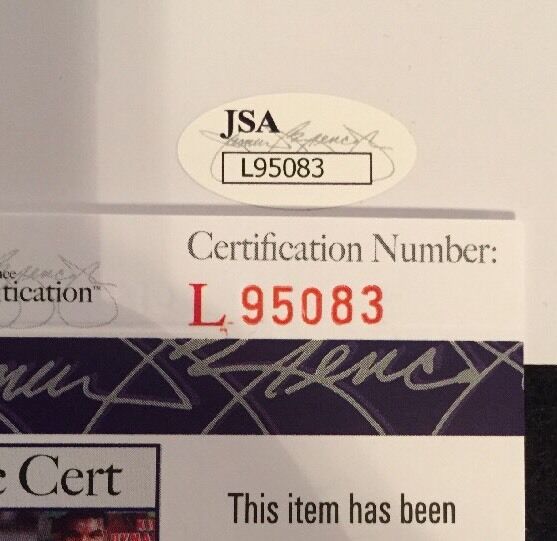 JSA
L95083
Certification Number:
tication™
L 95083
c Cert
This item has been